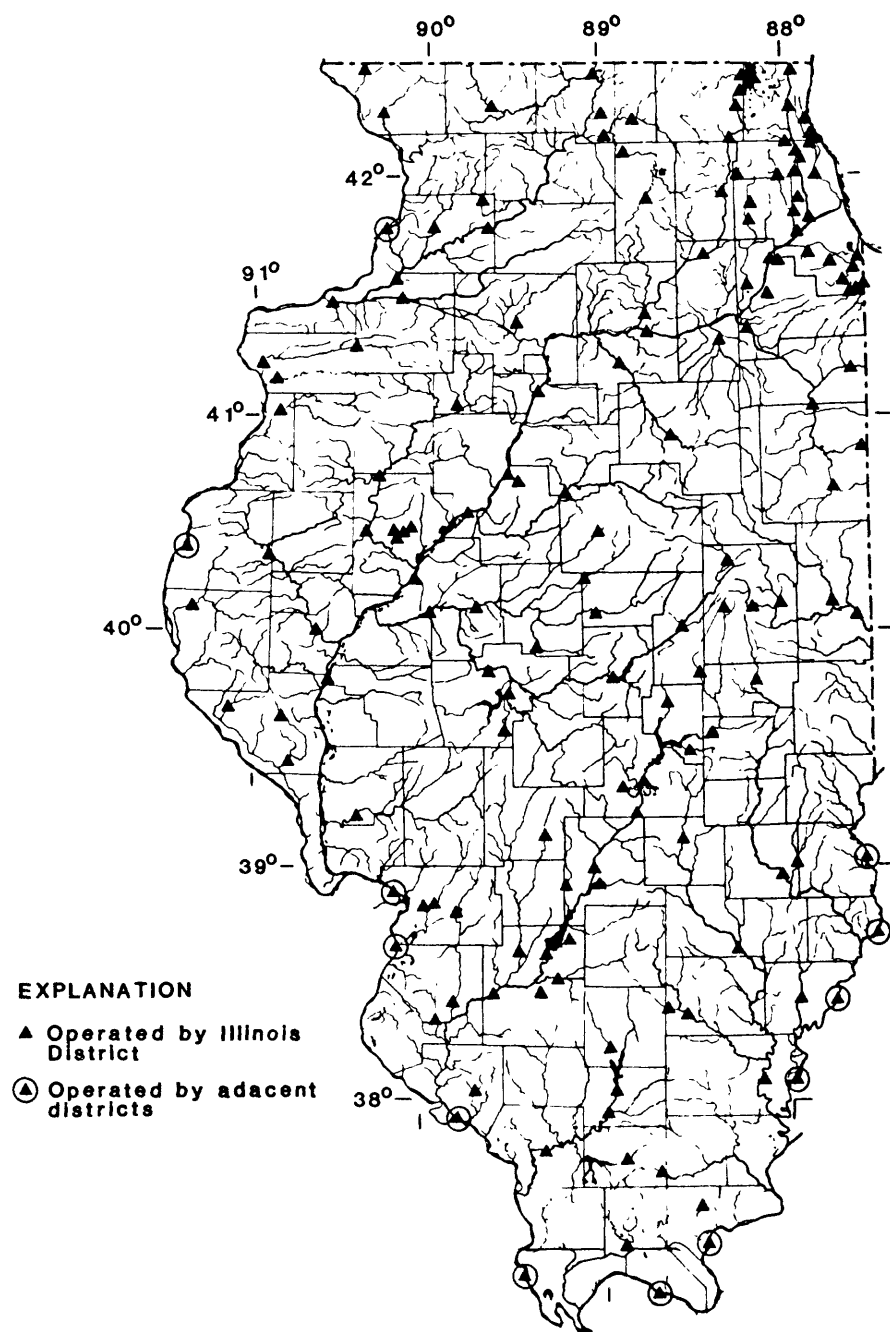 90° 89° 88°
42°
91°
41°
40°
39°
EXPLANATION
▲ Operated by Illinois
District
Operated by adacent
districts
38°